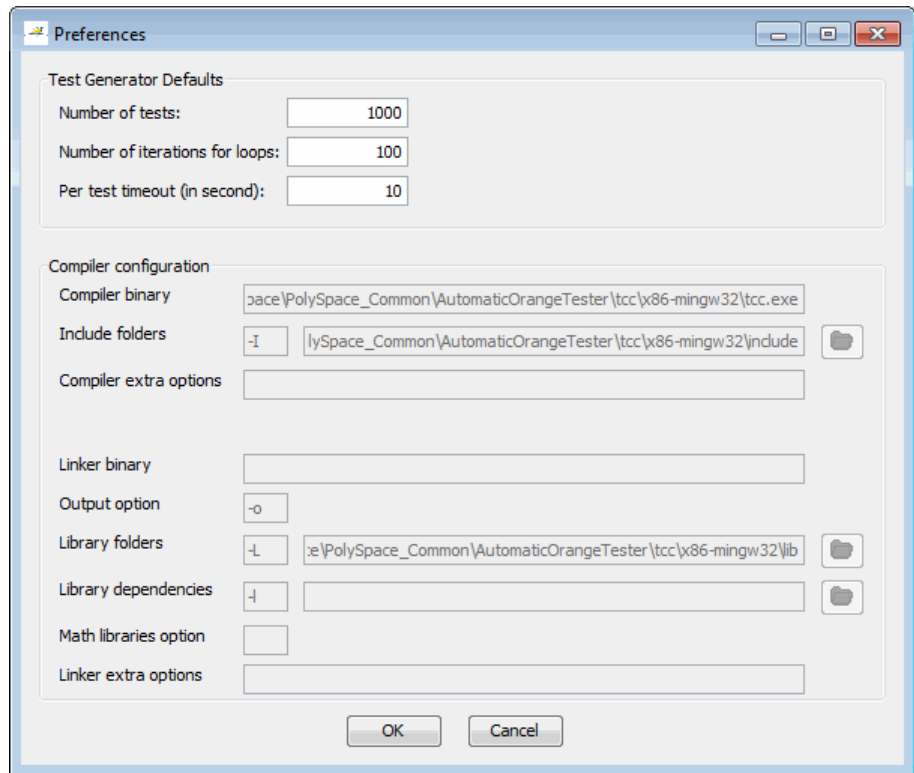 Preferences
Test Generator Defaults
Number of tests: 1000
Number of iterations for loops: 100
Per test timeout (in second): 10
Compiler configuration
Compiler binary pace\PolySpace_Common\AutomaticOrangeTester\tcc\x86-mingw32\tcc.exe
Include folders -I lySpace_Common\AutomaticOrangeTester\tcc\x86-mingw32\include
Compiler extra options
Linker binary
Output option -o
Library folders -L :e\PolySpace_Common\AutomaticOrangeTester\tcc\x86-mingw32\lib
Library dependencies -l
Math libraries option
Linker extra options
OK Cancel